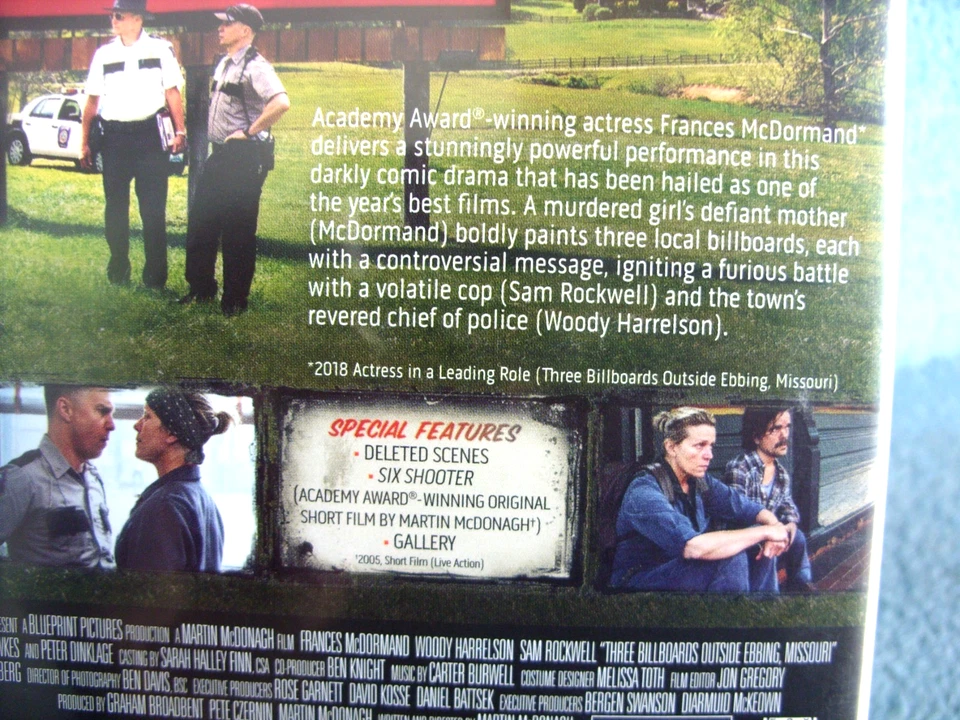 Academy Award®-winning actress Frances McDormand*
delivers a stunningly powerful performance in this
darkly comic drama that has been hailed as one of
the year's best films. A murdered girl's defiant mother
(McDormand) boldly paints three local billboards, each
with a controversial message, igniting a furious battle
with a volatile cop (Sam Rockwell) and the town's
revered chief of police (Woody Harrelson).
*2018 Actress in a Leading Role (Three Billboards Outside Ebbing, Missouri)
SPECIAL FEATURES
• DELETED SCENES
• SIX SHOOTER
(ACADEMY AWARD®-WINNING ORIGINAL
SHORT FILM BY MARTIN McDONAGH†)
• GALLERY
†2005, Short Film (Live Action)
A BLUEPRINT PICTURES PRODUCTION A MARTIN McDONAGH FILM FRANCES McDORMAND WOODY HARRELSON SAM ROCKWELL "THREE BILLBOARDS OUTSIDE EBBING, MISSOURI"
AND PETER DINKLAGE CASTING BY SARAH HALLEY FINN, CSA CO-PRODUCER BEN KNIGHT MUSIC BY CARTER BURWELL COSTUME DESIGNER MELISSA TOTH FILM EDITOR JON GREGORY
DIRECTOR OF PHOTOGRAPHY BEN DAVIS, BSC EXECUTIVE PRODUCERS ROSE GARNETT DAVID KOSSE DANIEL BATTSEK EXECUTIVE PRODUCERS BERGEN SWANSON DIARMUID McKEOWN
PRODUCED BY GRAHAM BROADBENT PETE CZERNIN MARTIN McDONAGH WRITTEN AND DIRECTED BY MARTIN McDONAGH